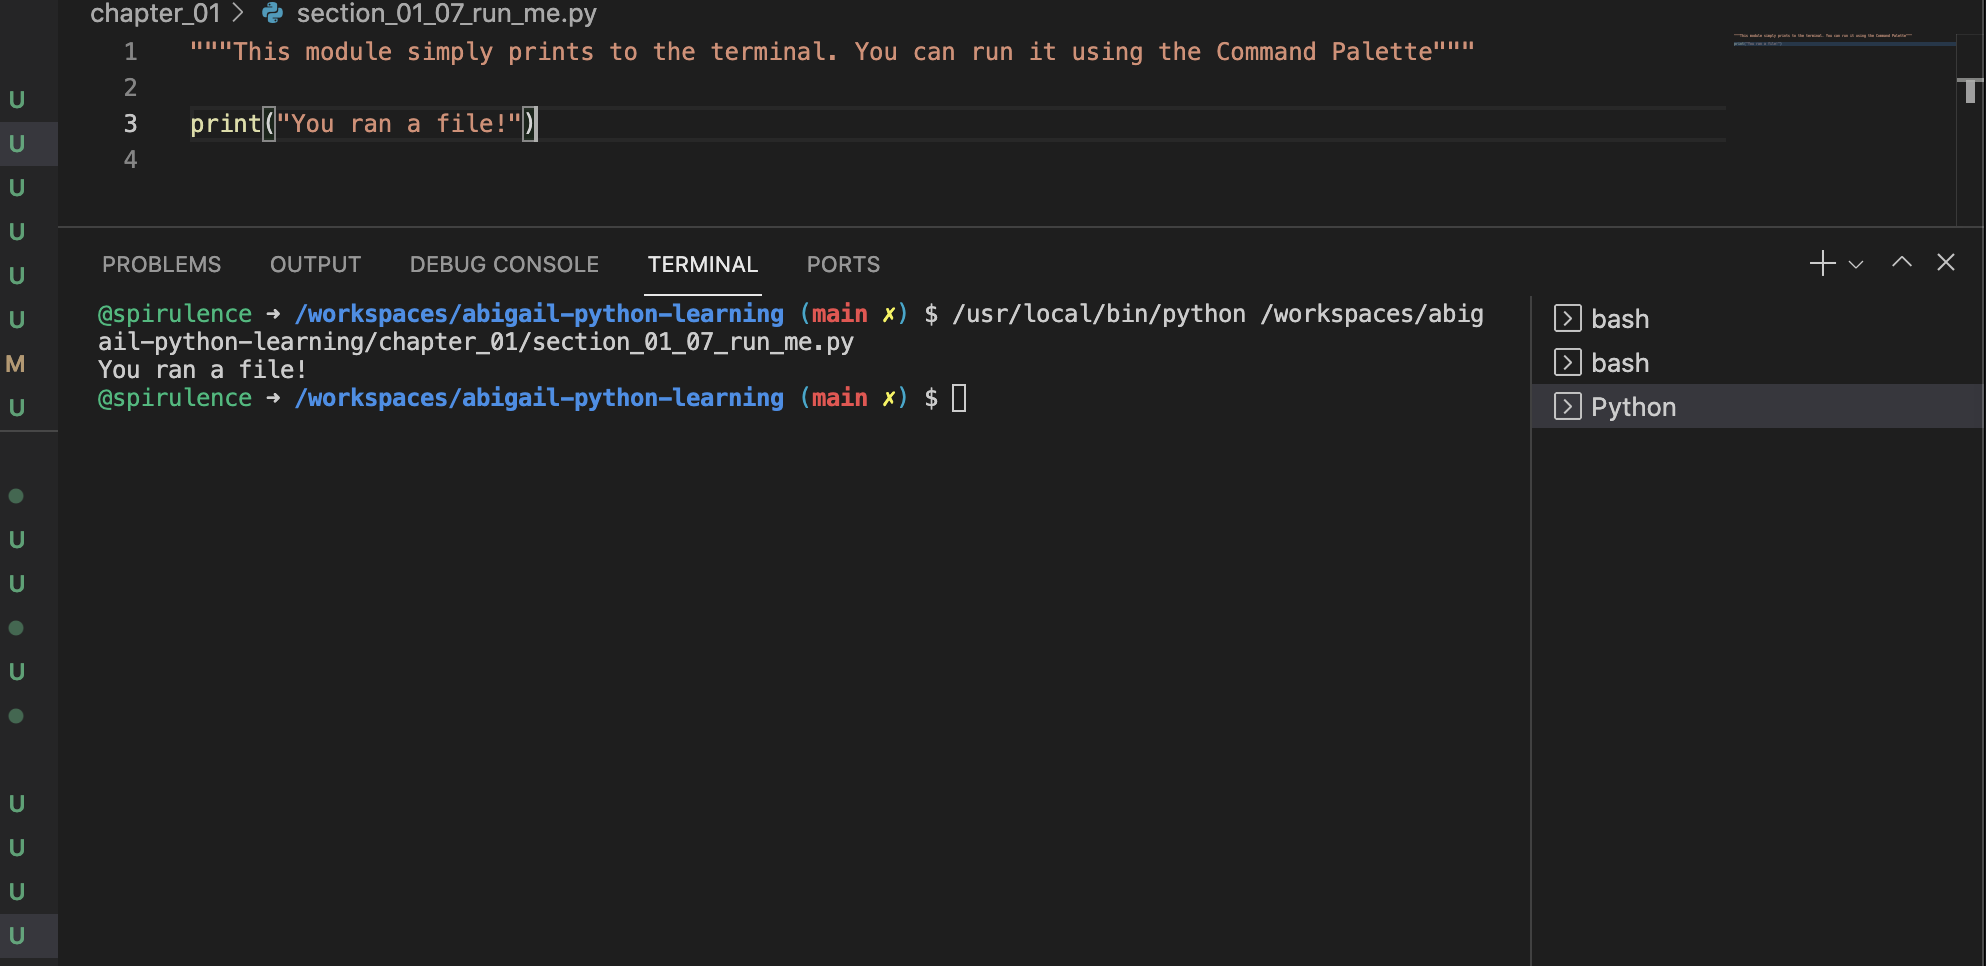 chapter_01 > section_01_07_run_me.py
1 """This module simply prints to the terminal. You can run it using the Command Palette"""
2
3 print("You ran a file!")
4
U
U
U
U
U
U
M
U
U
U
U
U
U
U
U
PROBLEMS OUTPUT DEBUG CONSOLE TERMINAL PORTS
@spirulence ➜ /workspaces/abigail-python-learning (main ✗) $ /usr/local/bin/python /workspaces/abig
ail-python-learning/chapter_01/section_01_07_run_me.py
You ran a file!
@spirulence ➜ /workspaces/abigail-python-learning (main ✗) $
bash
bash
Python